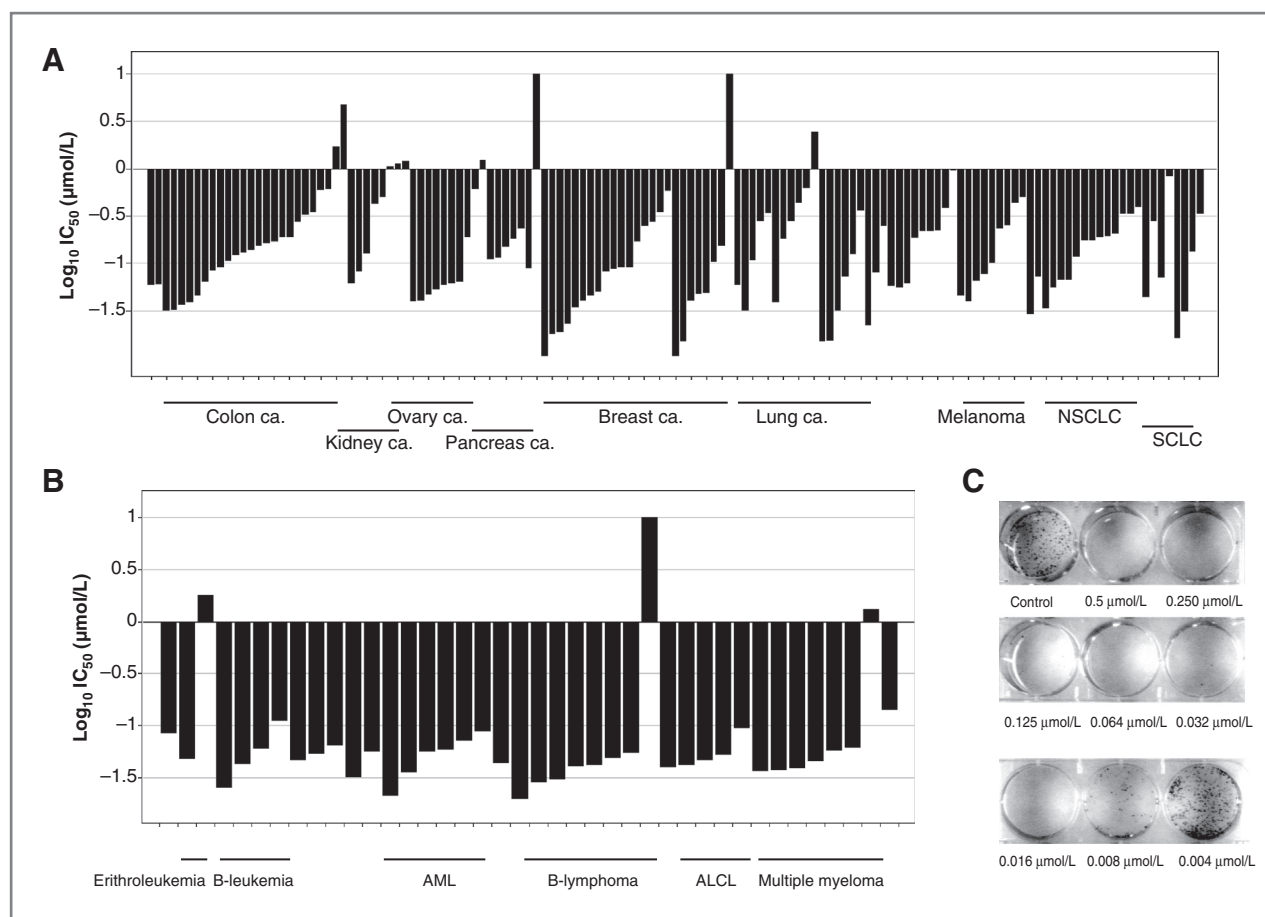 A
Log10 IC50 (µmol/L)
1
0.5
0
−0.5
−1
−1.5
Colon ca.
Kidney ca.
Ovary ca.
Pancreas ca.
Breast ca.
Lung ca.
Melanoma
NSCLC
SCLC
B
Log10 IC50 (µmol/L)
1
0.5
0
−0.5
−1
−1.5
Erithroleukemia
B-leukemia
AML
B-lymphoma
ALCL
Multiple myeloma
C
Control 0.5 µmol/L 0.250 µmol/L
0.125 µmol/L 0.064 µmol/L 0.032 µmol/L
0.016 µmol/L 0.008 µmol/L 0.004 µmol/L